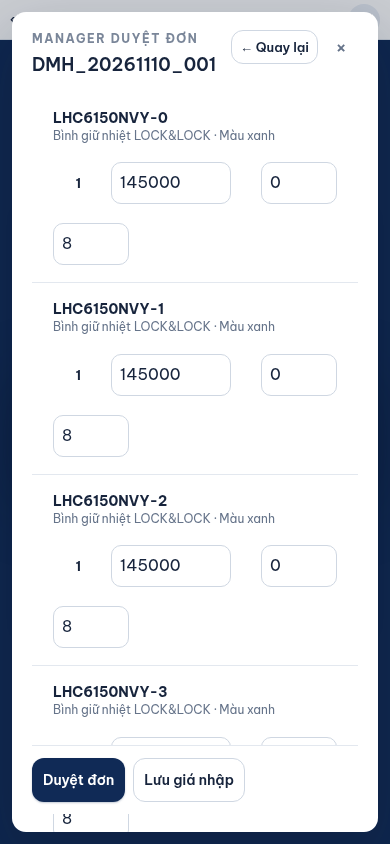 MANAGER DUYỆT ĐƠN
DMH_20261110_001
← Quay lại
×
LHC6150NVY-0
Bình giữ nhiệt LOCK&LOCK · Màu xanh
1 145000 0
8
LHC6150NVY-1
Bình giữ nhiệt LOCK&LOCK · Màu xanh
1 145000 0
8
LHC6150NVY-2
Bình giữ nhiệt LOCK&LOCK · Màu xanh
1 145000 0
8
LHC6150NVY-3
Bình giữ nhiệt LOCK&LOCK · Màu xanh
Duyệt đơn
Lưu giá nhập
8